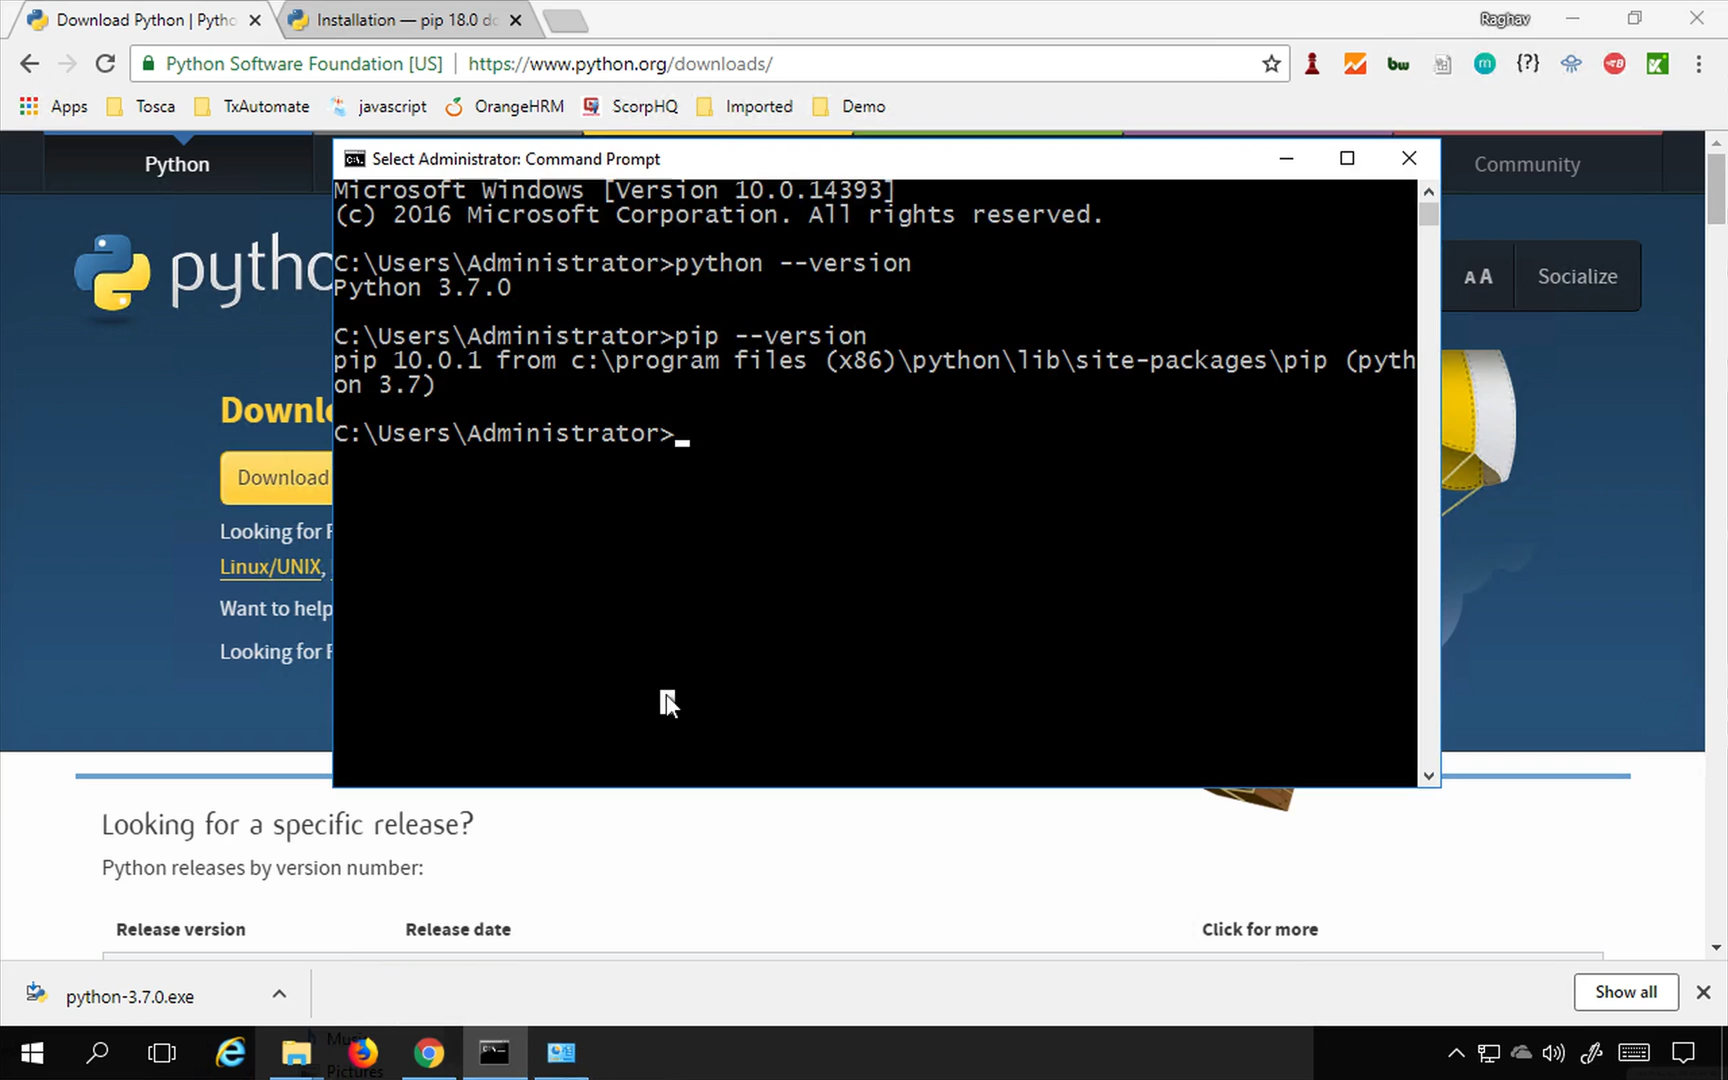 Download Python | Pytho
Installation — pip 18.0 do
Raghav
Python Software Foundation [US]
https://www.python.org/downloads/
bw
m
{?}
Apps
Tosca
TxAutomate
javascript
OrangeHRM
ScorpHQ
Imported
Demo
Python
Community
Select Administrator: Command Prompt
Microsoft Windows [Version 10.0.14393]
(c) 2016 Microsoft Corporation. All rights reserved.
C:\Users\Administrator>python --version
Python 3.7.0
C:\Users\Administrator>pip --version
pip 10.0.1 from c:\program files (x86)\python\lib\site-packages\pip (pyth
on 3.7)
C:\Users\Administrator>
pytho
A A
Socialize
Downl
Download
Looking for P
Linux/UNIX,
Want to help
Looking for P
Looking for a specific release?
Python releases by version number:
Release version
Release date
Click for more
python-3.7.0.exe
Show all
Pictures